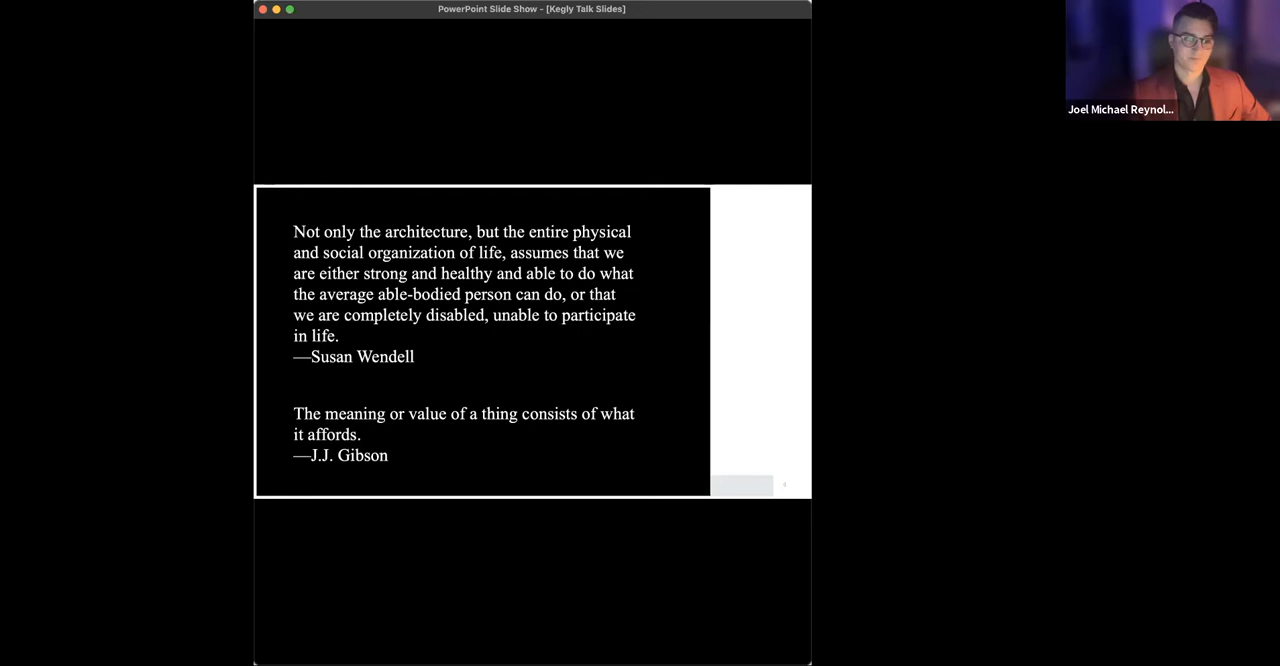 PowerPoint Slide Show - [Kegly Talk Slides]
Joel Michael Reynol...
Not only the architecture, but the entire physical
and social organization of life, assumes that we
are either strong and healthy and able to do what
the average able-bodied person can do, or that
we are completely disabled, unable to participate
in life.
—Susan Wendell
The meaning or value of a thing consists of what
it affords.
—J.J. Gibson
4